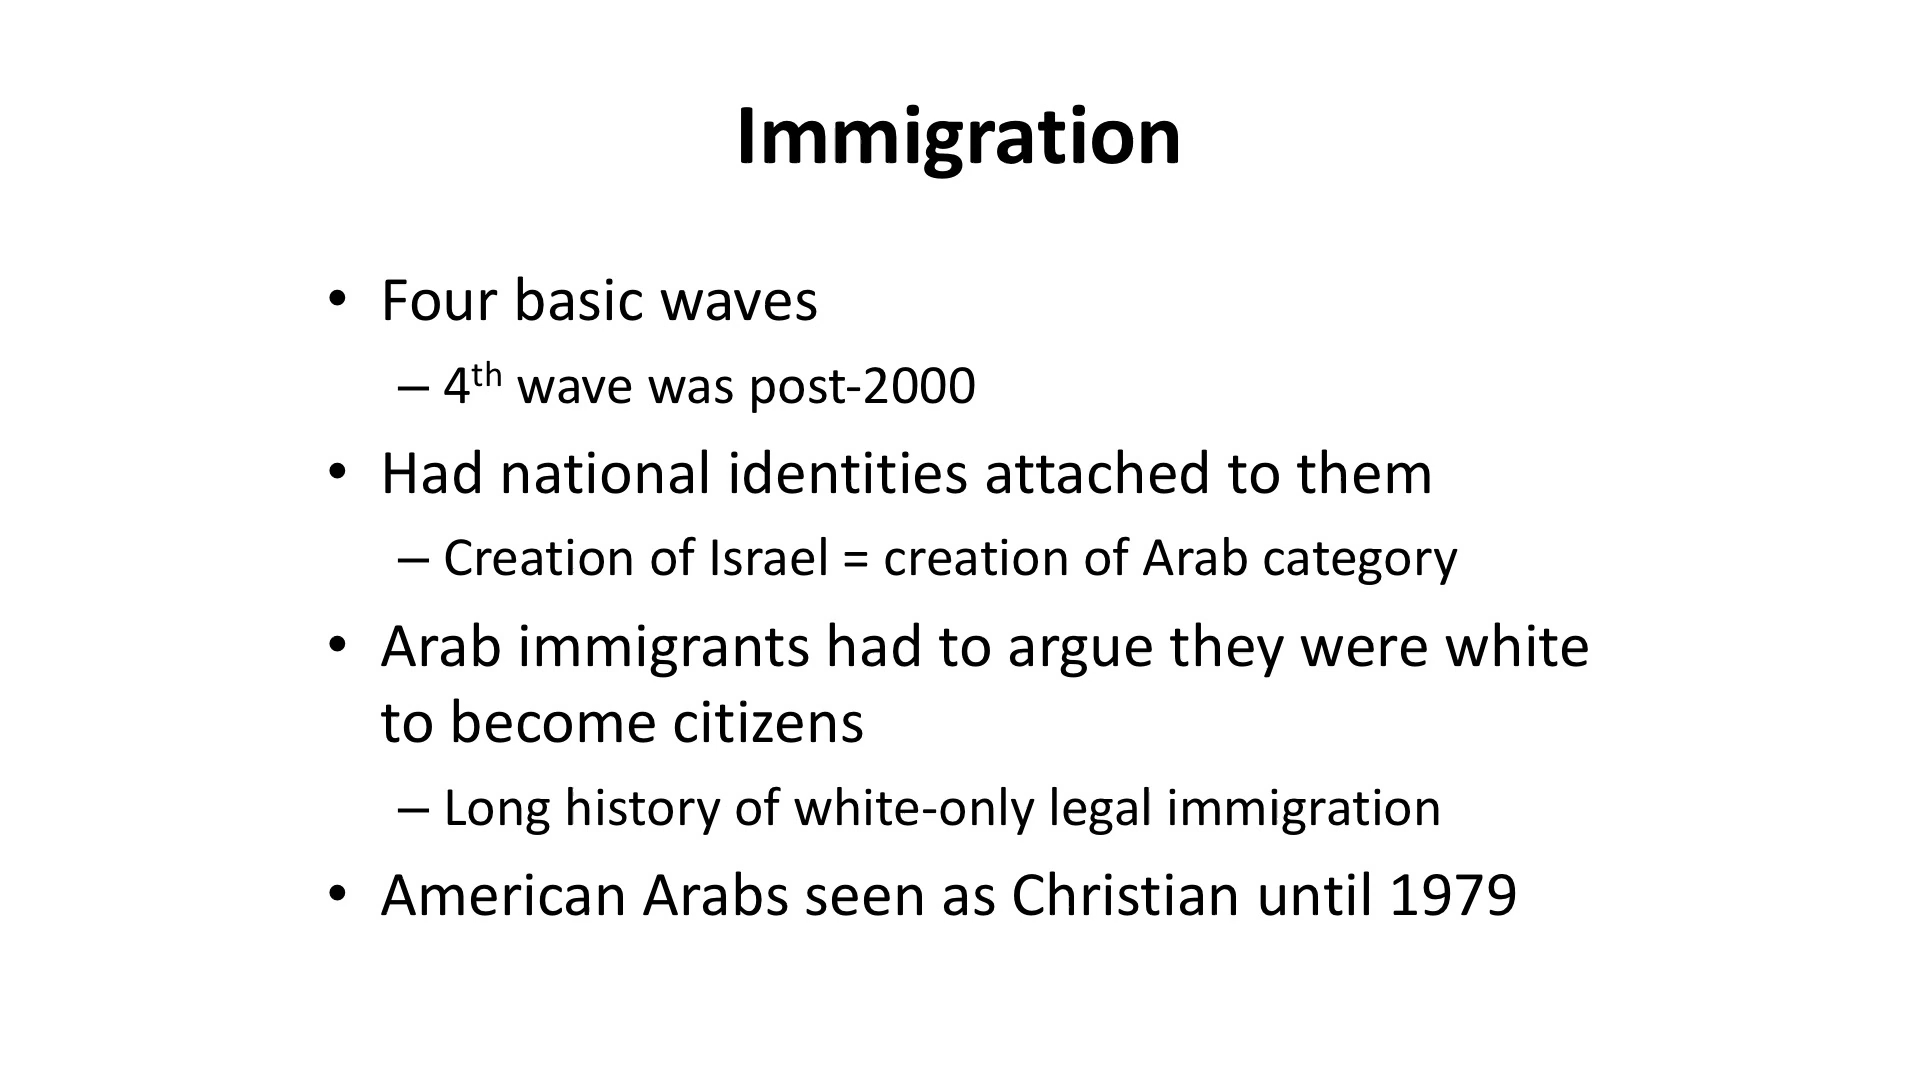 Immigration
• Four basic waves
– 4th wave was post-2000
• Had national identities attached to them
– Creation of Israel = creation of Arab category
• Arab immigrants had to argue they were white
to become citizens
– Long history of white-only legal immigration
• American Arabs seen as Christian until 1979